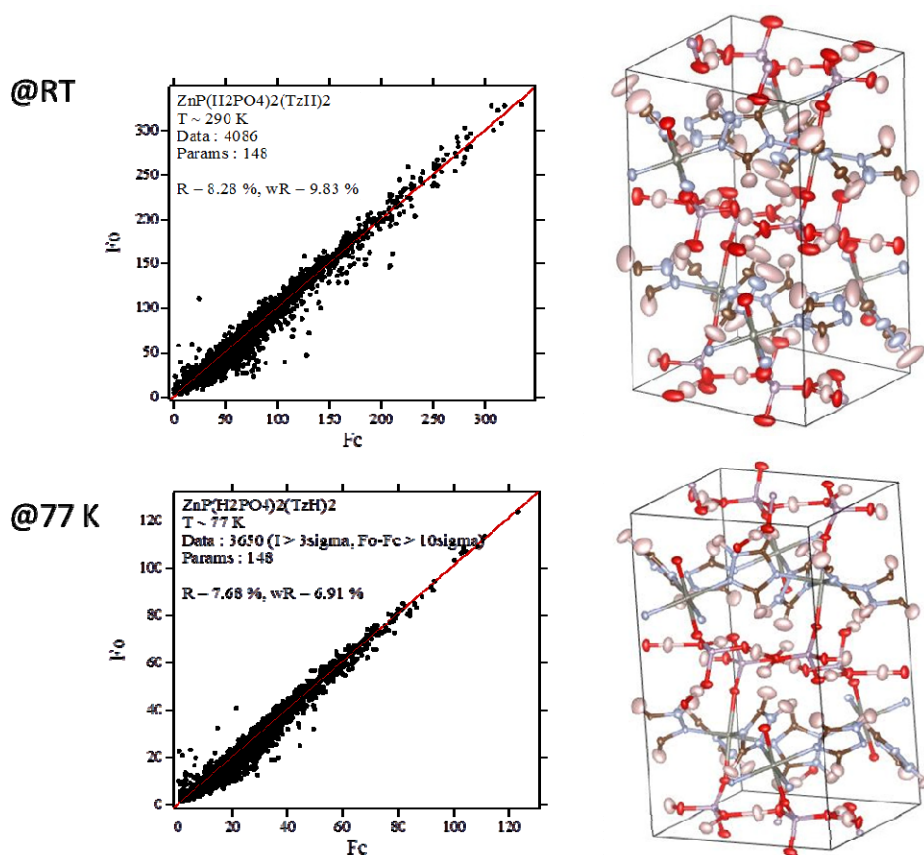 @RT
ZnP(H2PO4)2(TzH)2
T ~ 290 K
Data : 4086
Params : 148
R – 8.28 %, wR – 9.83 %
Fo
300
250
200
150
100
50
0
0
50
100
150
200
250
300
Fc
@77 K
ZnP(H2PO4)2(TzH)2
T ~ 77 K
Data : 3650 (I > 3sigma, Fo-Fc > 10sigma)
Params : 148
R – 7.68 %, wR – 6.91 %
Fo
120
100
80
60
40
20
0
0
20
40
60
80
100
120
Fc